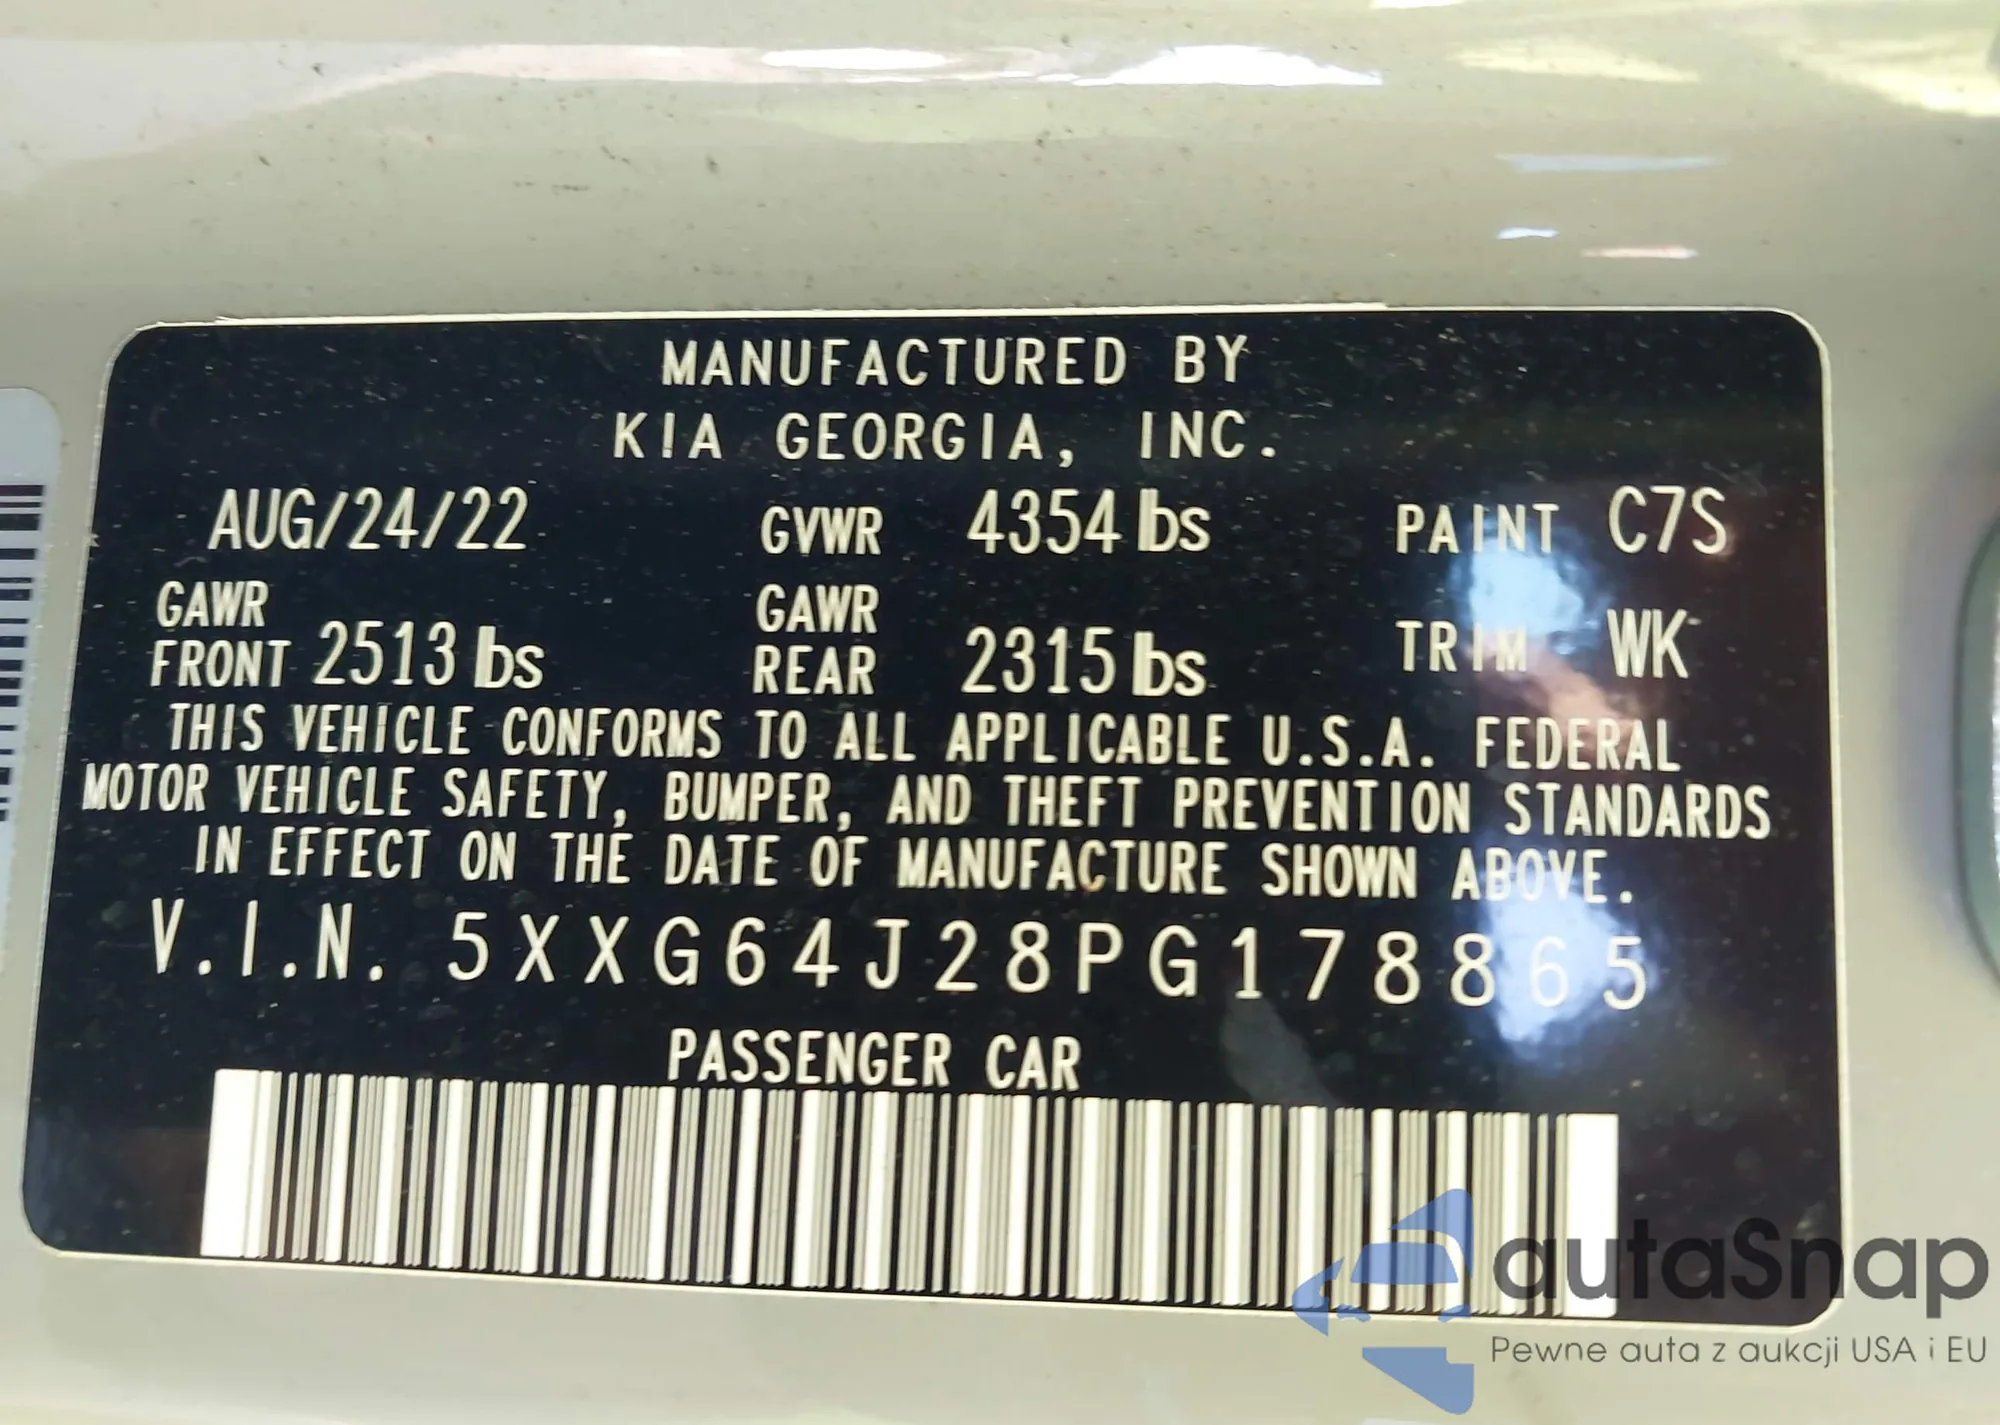 MANUFACTURED BY
KIA GEORGIA, INC.
AUG/24/22 GVWR 4354 lbs PAINT C7S
GAWR FRONT 2513 lbs GAWR REAR 2315 lbs TRIM WK
THIS VEHICLE CONFORMS TO ALL APPLICABLE U.S.A. FEDERAL
MOTOR VEHICLE SAFETY, BUMPER, AND THEFT PREVENTION STANDARDS
IN EFFECT ON THE DATE OF MANUFACTURE SHOWN ABOVE.
V.I.N. 5XXG64J28PG178865
PASSENGER CAR
autaSnap
Pewne auta z aukcji USA i EU